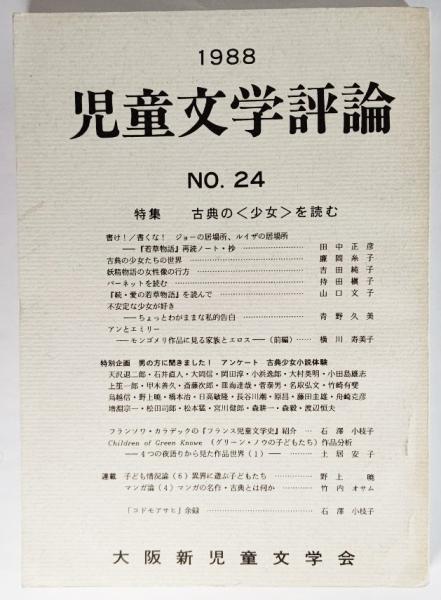 1988
児童文学評論
NO. 24
特集　古典の＜少女＞を読む
書け！／書くな！　ジョーの居場所、ルイザの居場所
――『若草物語』再読ノート・抄 …… 田中正彦
古典の少女たちの世界 …… 廉岡糸子
妖精物語の女性像の行方 …… 吉田純子
バーネットを読む …… 持田槇子
『続・愛の若草物語』を読んで …… 山口文子
不安定な少女が好き
――ちょっとわがままな私的告白 …… 青野久美
アンとエミリー
――モンゴメリ作品に見る家族とエロス――（前編）…… 横川寿美子
特別企画　男の方に聞きました！　アンケート　古典少女小説体験
天沢退二郎・石井直人・大岡信・岡田淳・小浜逸郎・大村美明・小田島雄志
上笙一郎・甲木善久・斎藤次郎・皿海達哉・菅泰男・名取弘文・竹崎有斐
鳥越信・野上暁・橋本治・日高敏隆・長谷川潮・原昌・藤田圭雄・舟崎克彦
増淵宗一・松田司郎・松本猛・宮川健郎・森耕一・森毅・渡辺恒夫
フランソワ・カラデックの『フランス児童文学史』紹介 … 石澤小枝子
Children of Green Knowe （グリーン・ノウの子どもたち）作品分析
――4つの夜語りから見た作品世界（1）―― … 土居安子
連載　子ども情況論（6）異界に遊ぶ子どもたち …… 野上暁
マンガ論（4）マンガの名作・古典とは何か …… 竹内オサム
「コドモアサヒ」余録 …… 石澤小枝子
大阪新児童文学会